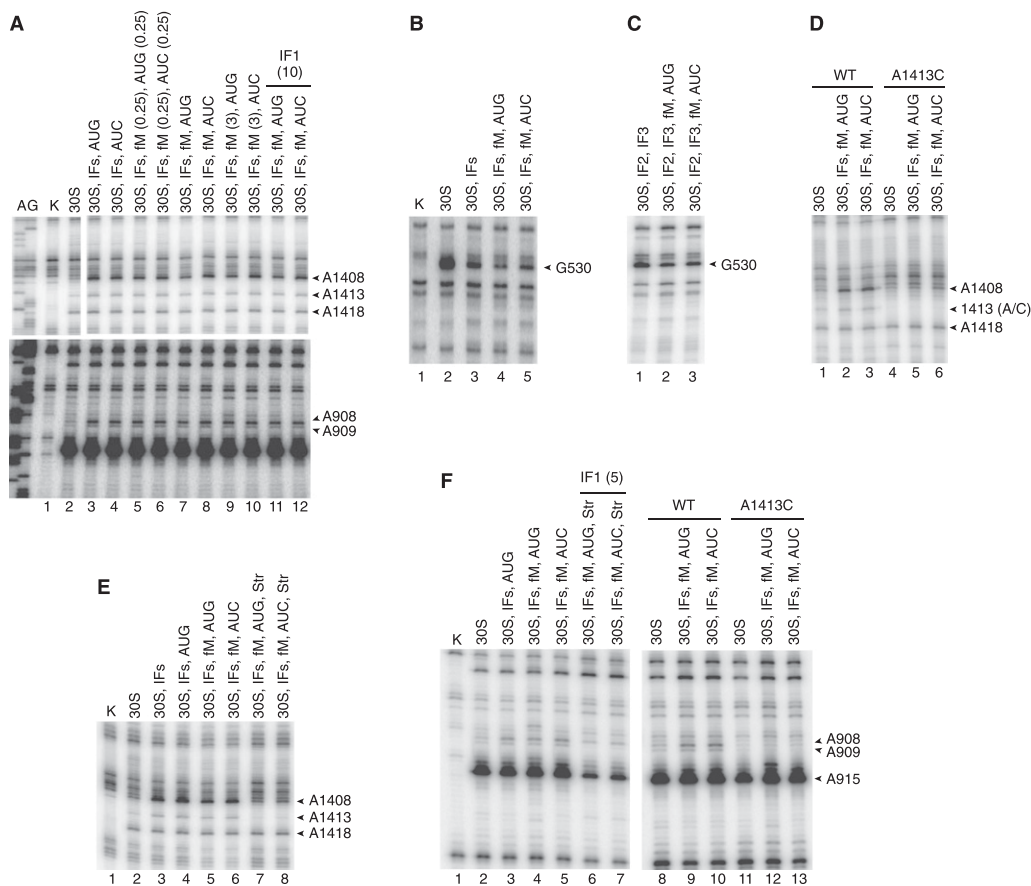 A
AG
K
30S
30S, IFs, AUG
30S, IFs, AUC
30S, IFs, fM (0.25), AUG (0.25)
30S, IFs, fM (0.25), AUC (0.25)
30S, IFs, fM, AUG
30S, IFs, fM, AUC
30S, IFs, fM (3), AUG
30S, IFs, fM (3), AUC
IF1
(10)
30S, IFs, fM, AUG
30S, IFs, fM, AUC
A1408
A1413
A1418
A908
A909
1 2 3 4 5 6 7 8 9 10 11 12
B
K
30S
30S, IFs
30S, IFs, fM, AUG
30S, IFs, fM, AUC
G530
1 2 3 4 5
C
30S, IF2, IF3
30S, IF2, IF3, fM, AUG
30S, IF2, IF3, fM, AUC
G530
1 2 3
D
WT
A1413C
30S
30S, IFs, fM, AUG
30S, IFs, fM, AUC
30S
30S, IFs, fM, AUG
30S, IFs, fM, AUC
A1408
1413 (A/C)
A1418
1 2 3 4 5 6
E
K
30S
30S, IFs
30S, IFs, AUG
30S, IFs, fM, AUG
30S, IFs, fM, AUC
30S, IFs, fM, AUG, Str
30S, IFs, fM, AUC, Str
A1408
A1413
A1418
1 2 3 4 5 6 7 8
F
K
30S
30S, IFs, AUG
30S, IFs, fM, AUG
30S, IFs, fM, AUC
IF1 (5)
30S, IFs, fM, AUG, Str
30S, IFs, fM, AUC, Str
WT
A1413C
30S
30S, IFs, fM, AUG
30S, IFs, fM, AUC
30S
30S, IFs, fM, AUG
30S, IFs, fM, AUC
A908
A909
A915
1 2 3 4 5 6 7 8 9 10 11 12 13